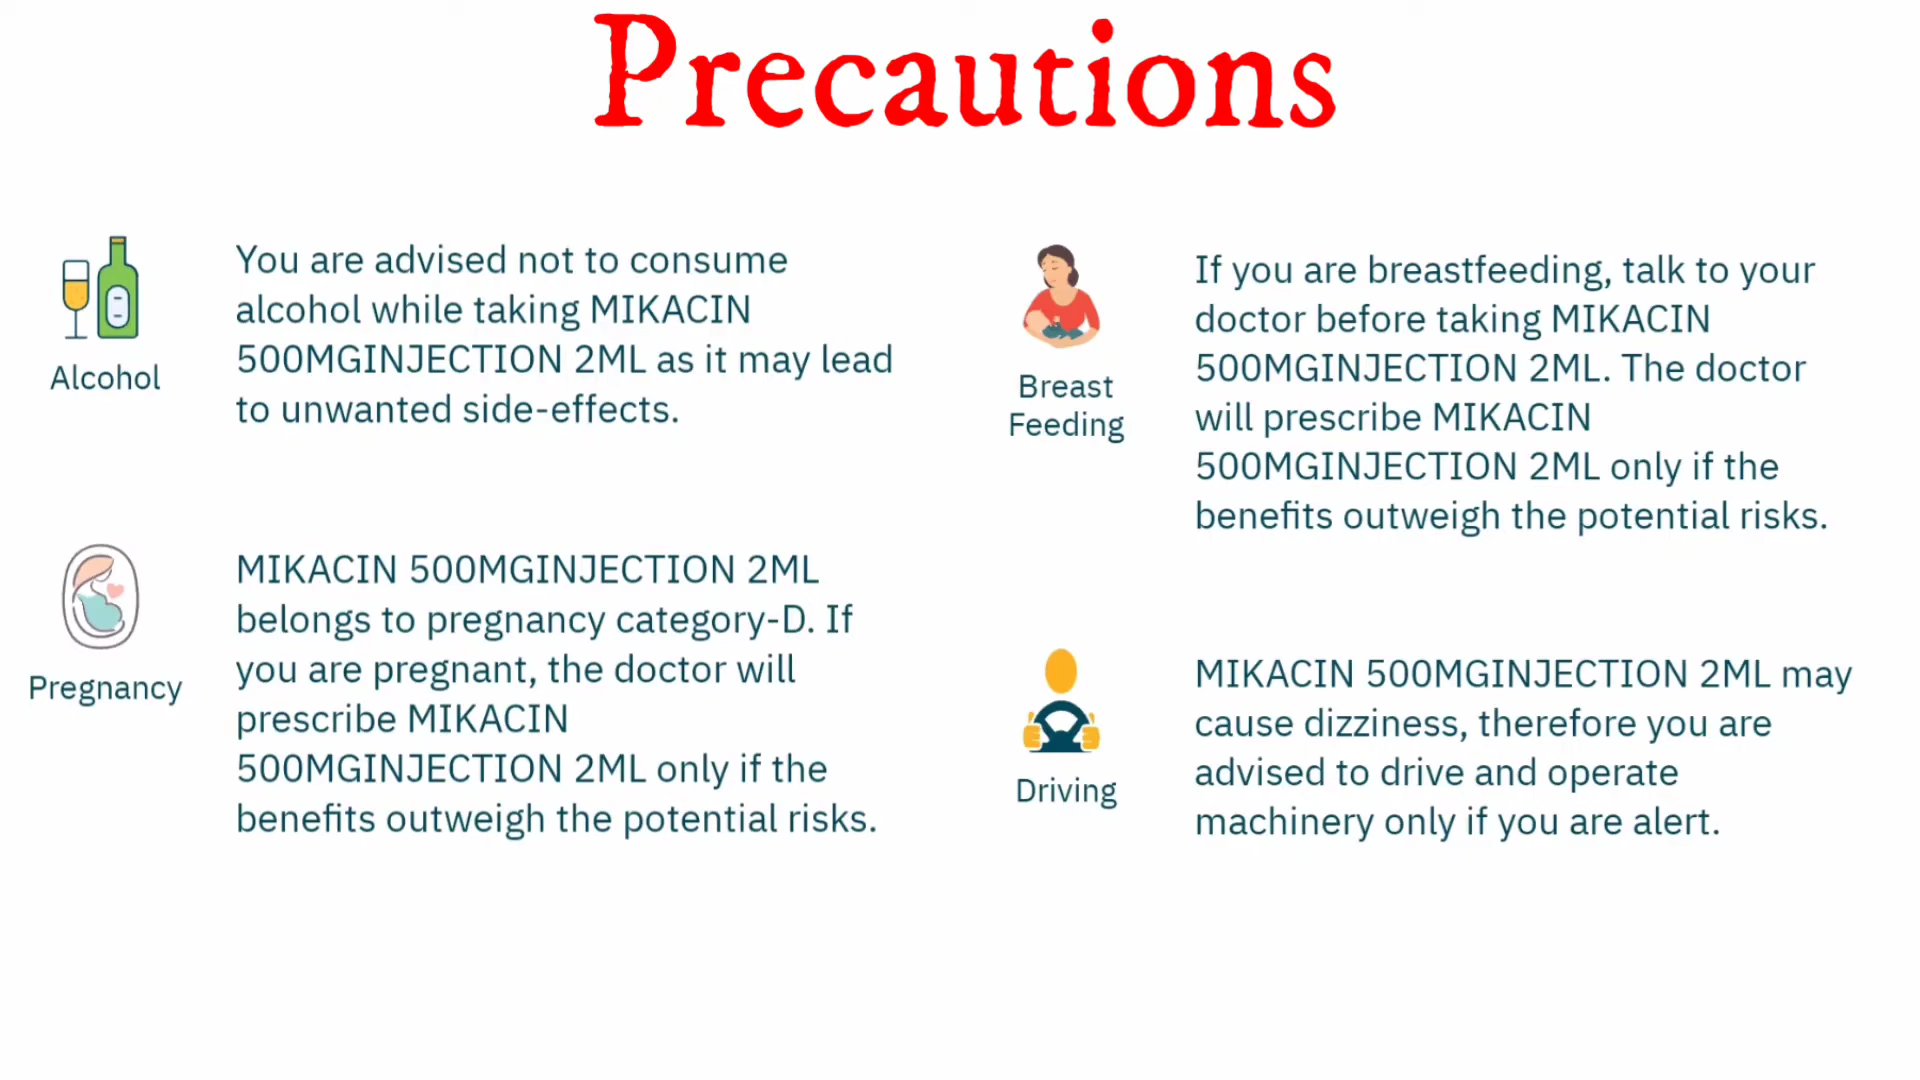 Precautions
Alcohol
You are advised not to consume
alcohol while taking MIKACIN
500MGINJECTION 2ML as it may lead
to unwanted side-effects.
Pregnancy
MIKACIN 500MGINJECTION 2ML
belongs to pregnancy category-D. If
you are pregnant, the doctor will
prescribe MIKACIN
500MGINJECTION 2ML only if the
benefits outweigh the potential risks.
Breast
Feeding
If you are breastfeeding, talk to your
doctor before taking MIKACIN
500MGINJECTION 2ML. The doctor
will prescribe MIKACIN
500MGINJECTION 2ML only if the
benefits outweigh the potential risks.
Driving
MIKACIN 500MGINJECTION 2ML may
cause dizziness, therefore you are
advised to drive and operate
machinery only if you are alert.